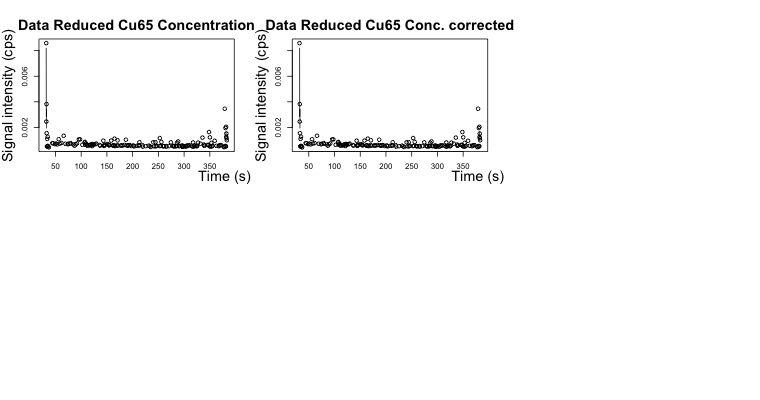 Data Reduced Cu65 Concentration
Signal intensity (cps)
0.002
0.006
50 100 150 200 250 300 350
Time (s)
Data Reduced Cu65 Conc. corrected
Signal intensity (cps)
0.002
0.006
50 100 150 200 250 300 350
Time (s)